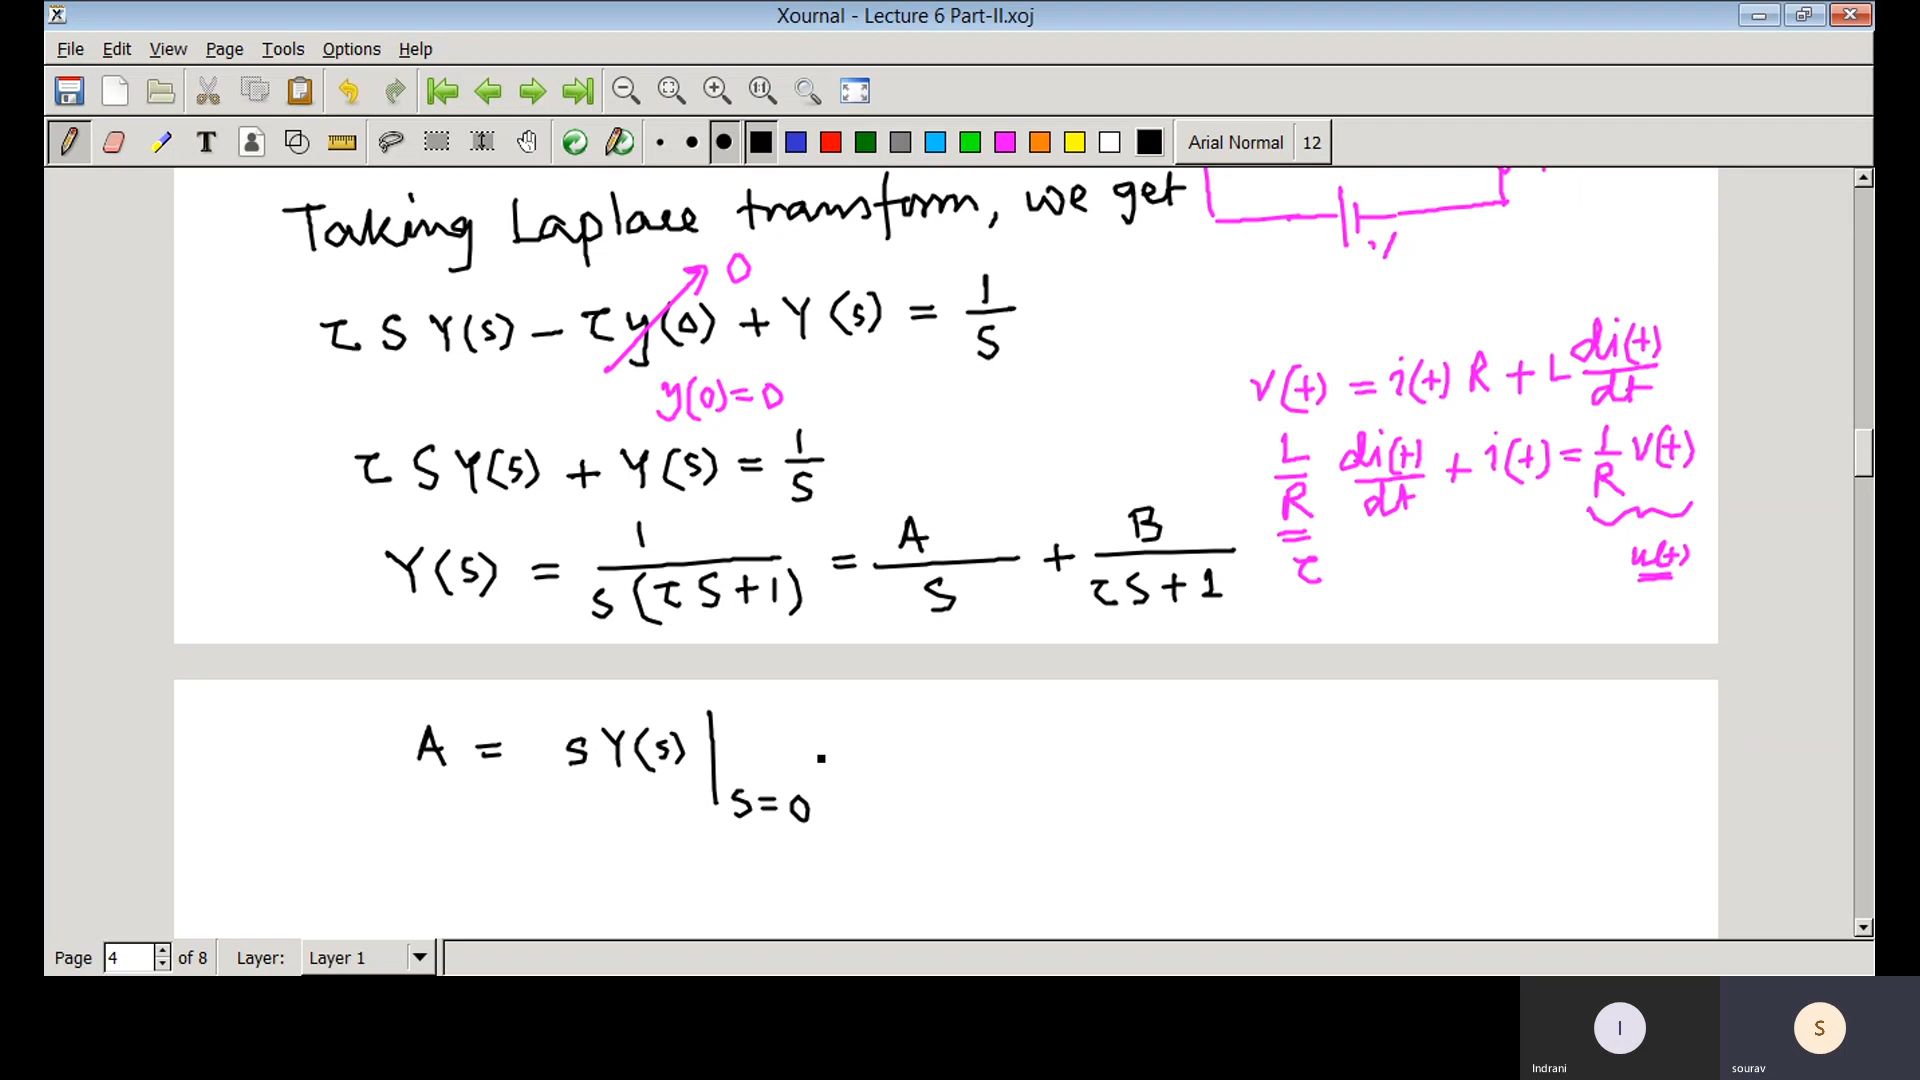 Xournal - Lecture 6 Part-II.xoj
File Edit View Page Tools Options Help
Arial Normal 12
Taking Laplace transform, we get
V
0
τ S Y(s) - τ y(0) + Y(s) = 1/S
y(0) = 0
v(t) = i(t) R + L di(t)/dt
τ S Y(s) + Y(s) = 1/S
L/R di(t)/dt + i(t) = 1/R v(t)
τ
u(t)
Y(s) = 1/s(τS+1) = A/S + B/τS+1
A = sY(s) | s=0
Page 4 of 8 Layer: Layer 1
I
S
Indrani
sourav